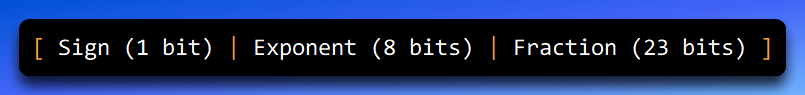 [ Sign (1 bit) | Exponent (8 bits) | Fraction (23 bits) ]